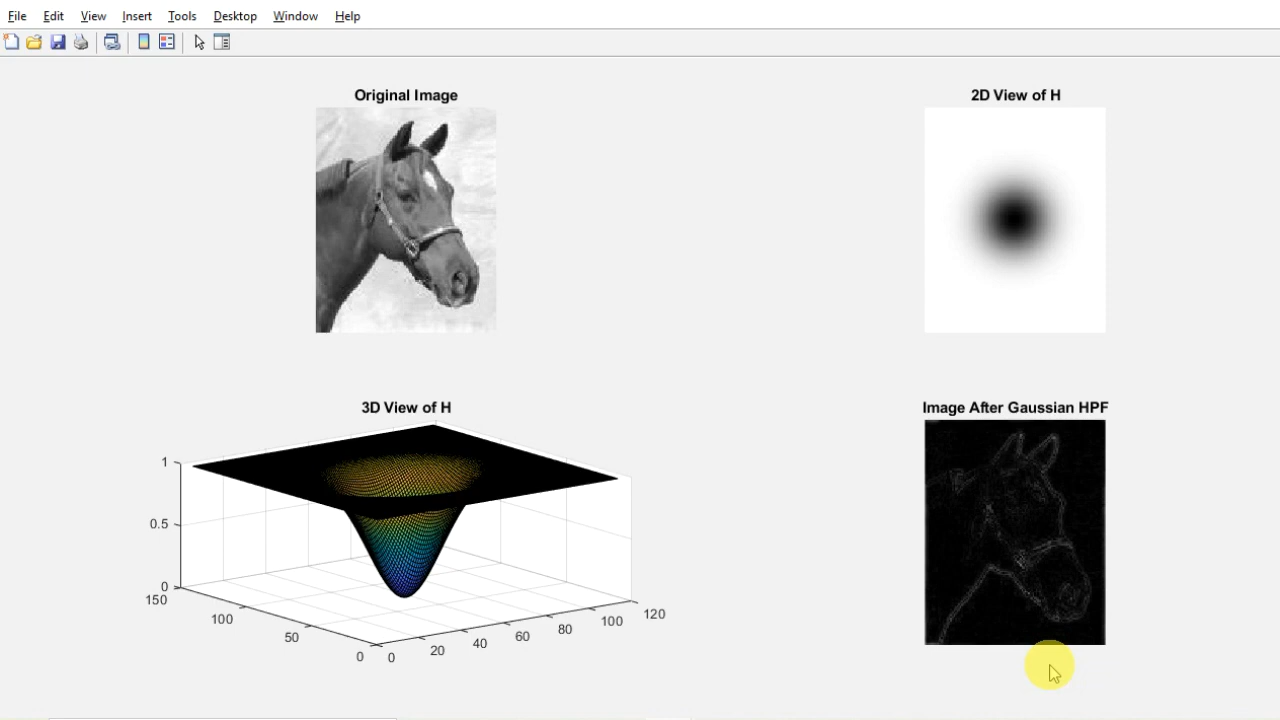 File Edit View Insert Tools Desktop Window Help
Original Image
2D View of H
3D View of H
1
0.5
0
150
100
50
0
0
20
40
60
80
100
120
Image After Gaussian HPF